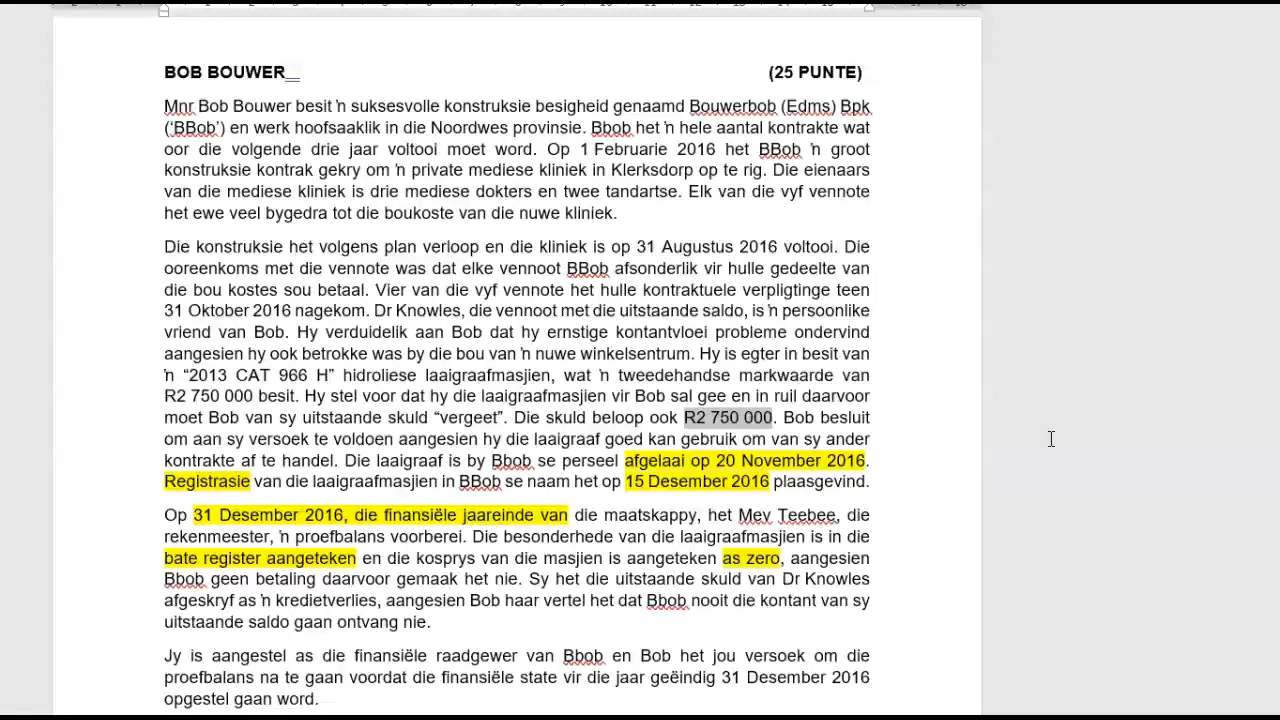 BOB BOUWER (25 PUNTE)
Mnr Bob Bouwer besit 'n suksesvolle konstruksie besigheid genaamd Bouwerbob (Edms) Bpk
('BBob') en werk hoofsaaklik in die Noordwes provinsie. Bbob het 'n hele aantal kontrakte wat
oor die volgende drie jaar voltooi moet word. Op 1 Februarie 2016 het BBob 'n groot
konstruksie kontrak gekry om 'n private mediese kliniek in Klerksdorp op te rig. Die eienaars
van die mediese kliniek is drie mediese dokters en twee tandartse. Elk van die vyf vennote
het ewe veel bygedra tot die boukoste van die nuwe kliniek.
Die konstruksie het volgens plan verloop en die kliniek is op 31 Augustus 2016 voltooi. Die
ooreenkoms met die vennote was dat elke vennoot BBob afsonderlik vir hulle gedeelte van
die bou kostes sou betaal. Vier van die vyf vennote het hulle kontraktuele verpligtinge teen
31 Oktober 2016 nagekom. Dr Knowles, die vennoot met die uitstaande saldo, is 'n persoonlike
vriend van Bob. Hy verduidelik aan Bob dat hy ernstige kontantvloei probleme ondervind
aangesien hy ook betrokke was by die bou van 'n nuwe winkelsentrum. Hy is egter in besit van
'n “2013 CAT 966 H” hidroliese laaigraafmasjien, wat 'n tweedehandse markwaarde van
R2 750 000 besit. Hy stel voor dat hy die laaigraafmasjien vir Bob sal gee en in ruil daarvoor
moet Bob van sy uitstaande skuld “vergeet”. Die skuld beloop ook R2 750 000. Bob besluit
om aan sy versoek te voldoen aangesien hy die laaigraaf goed kan gebruik om van sy ander
kontrakte af te handel. Die laaigraaf is by Bbob se perseel afgelaai op 20 November 2016.
Registrasie van die laaigraafmasjien in BBob se naam het op 15 Desember 2016 plaasgevind.
Op 31 Desember 2016, die finansiële jaareinde van die maatskappy, het Mev Teebee, die
rekenmeester, 'n proefbalans voorberei. Die besonderhede van die laaigraafmasjien is in die
bate register aangeteken en die kosprys van die masjien is aangeteken as zero, aangesien
Bbob geen betaling daarvoor gemaak het nie. Sy het die uitstaande skuld van Dr Knowles
afgeskryf as 'n kredietverlies, aangesien Bob haar vertel het dat Bbob nooit die kontant van sy
uitstaande saldo gaan ontvang nie.
Jy is aangestel as die finansiële raadgewer van Bbob en Bob het jou versoek om die
proefbalans na te gaan voordat die finansiële state vir die jaar geëindig 31 Desember 2016
opgestel gaan word.